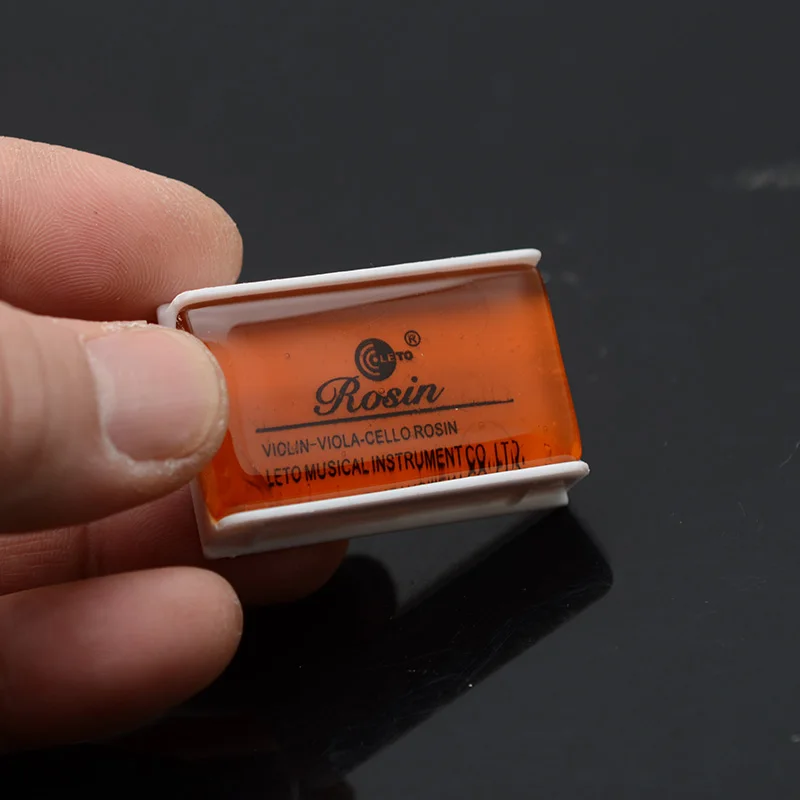 LETO ®
Rosin
VIOLIN-VIOLA-CELLO ROSIN
LETO MUSICAL INSTRUMENT CO. LTD.